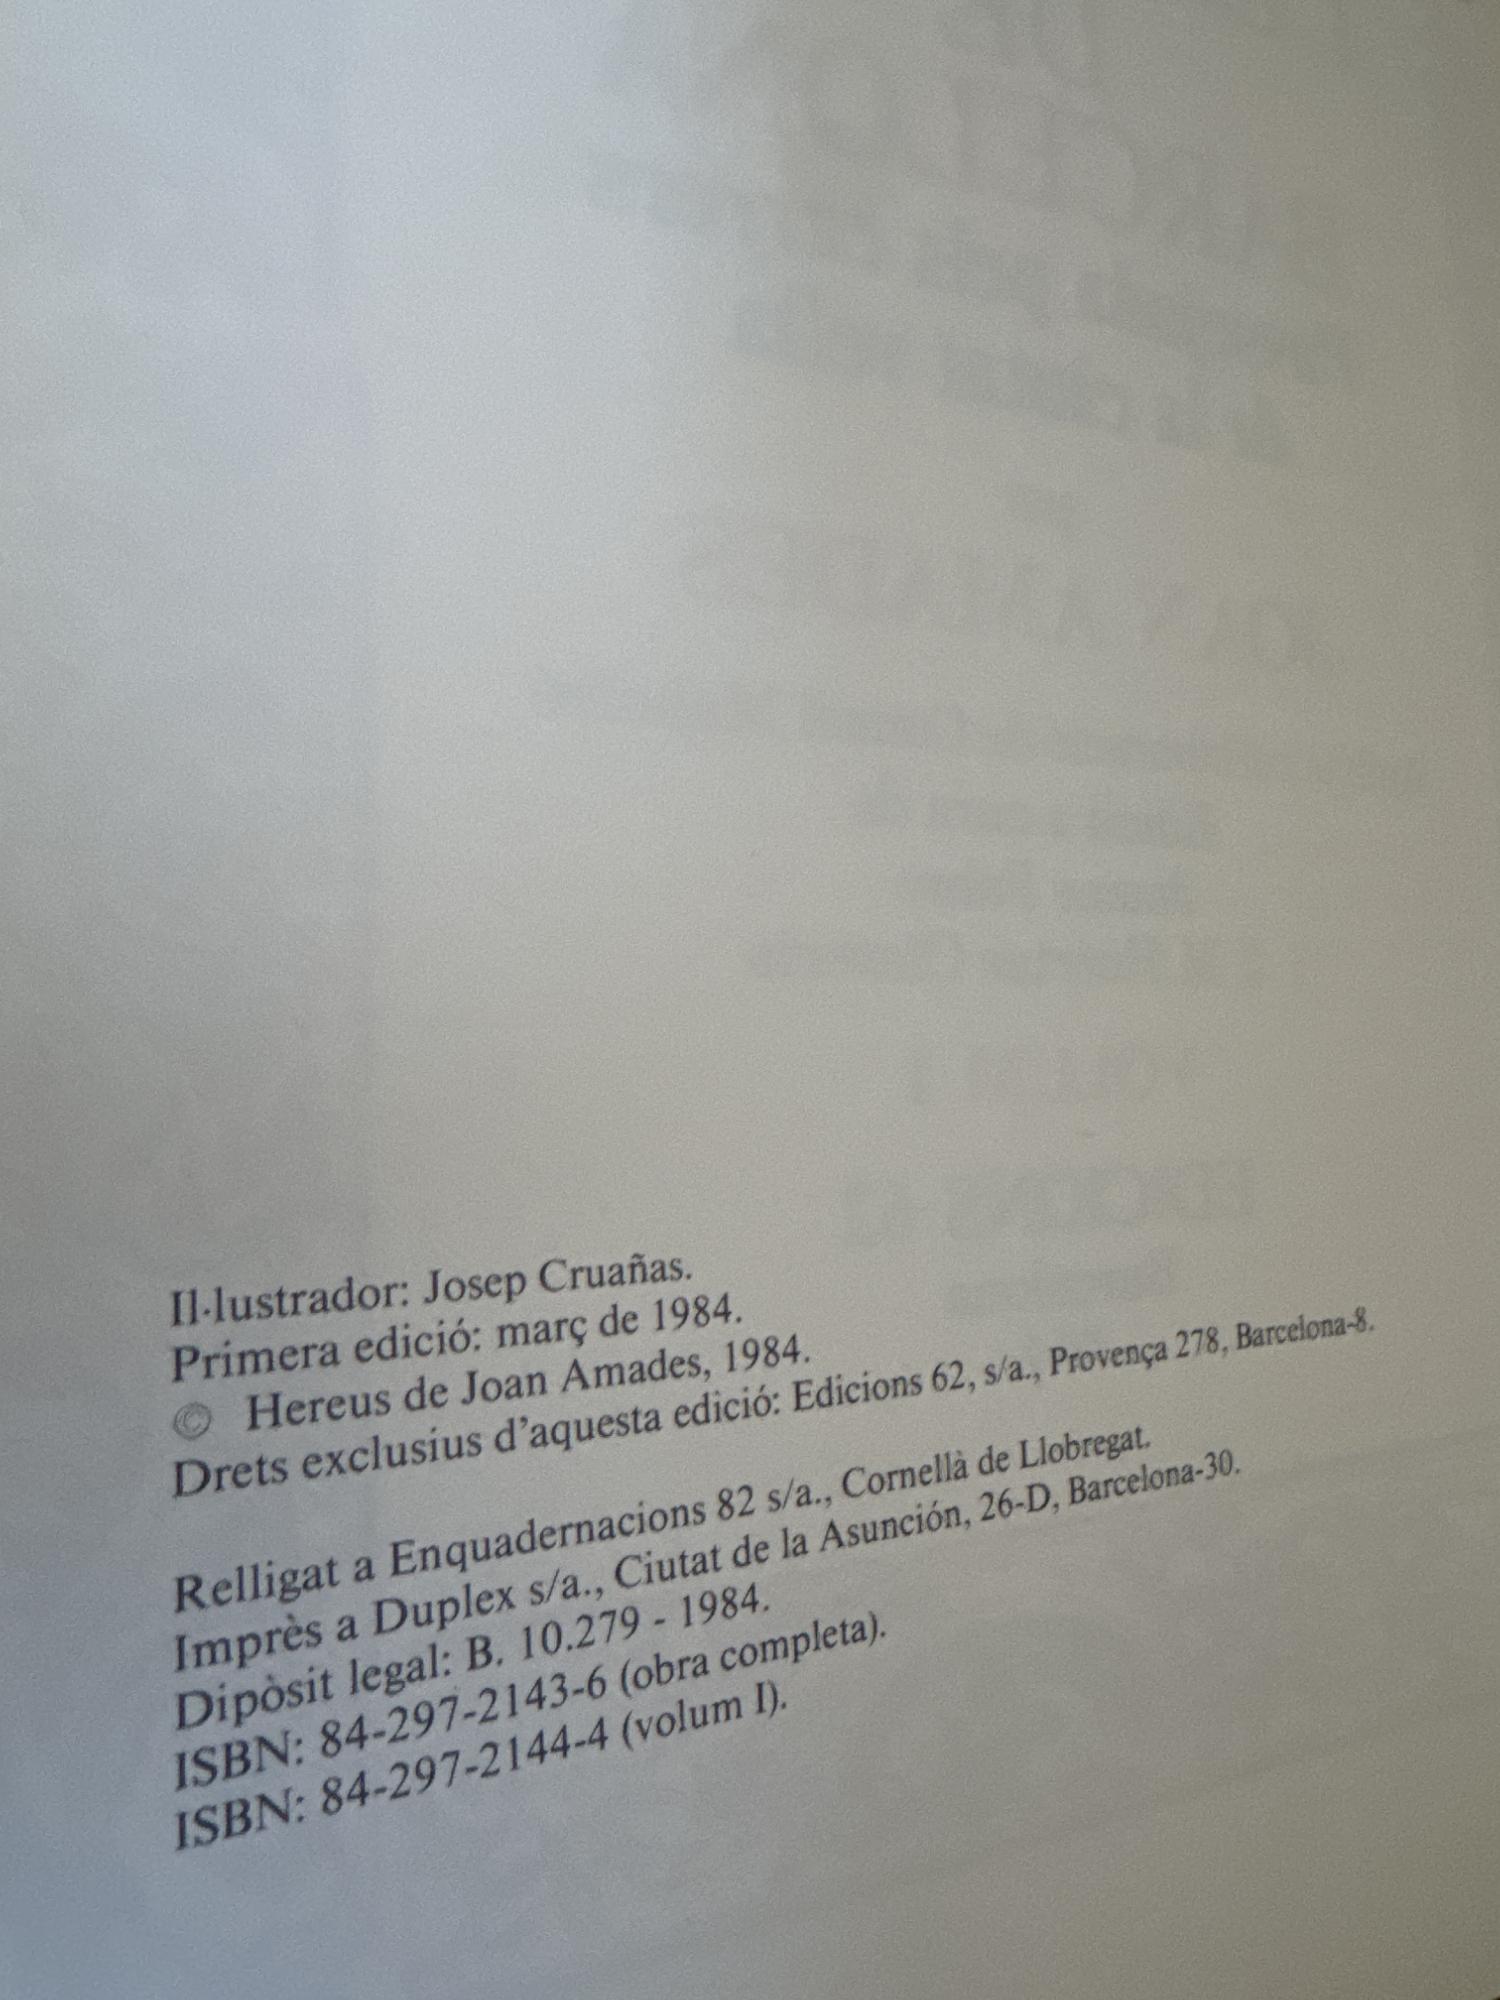 Il·lustrador: Josep Cruañas.
Primera edició: març de 1984.
© Hereus de Joan Amades, 1984.
Drets exclusius d'aquesta edició: Edicions 62, s/a., Provença 278, Barcelona-8.
Relligat a Enquadernacions 82 s/a., Cornellà de Llobregat.
Imprès a Duplex s/a., Ciutat de la Asunción, 26-D, Barcelona-30.
Dipòsit legal: B. 10.279 - 1984.
ISBN: 84-297-2143-6 (obra completa).
ISBN: 84-297-2144-4 (volum I).